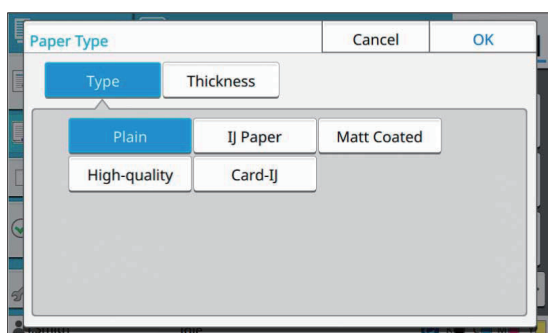 Paper Type Cancel OK
Type Thickness
Plain IJ Paper Matt Coated
High-quality Card-IJ